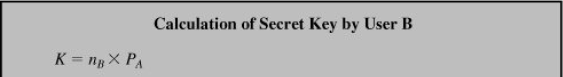 Calculation of Secret Key by User B
K = n_B × P_A